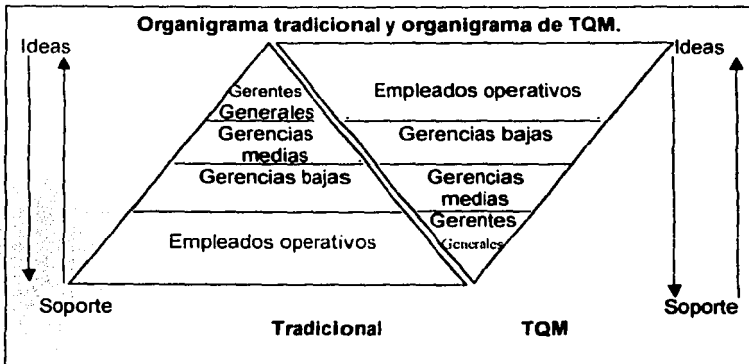 Organigrama tradicional y organigrama de TQM.
Ideas
Ideas
Gerentes
Generales
Gerencias
medias
Gerencias bajas
Empleados operativos
Empleados operativos
Gerencias bajas
Gerencias
medias
Gerentes
Generales
Soporte
Soporte
Tradicional
TQM